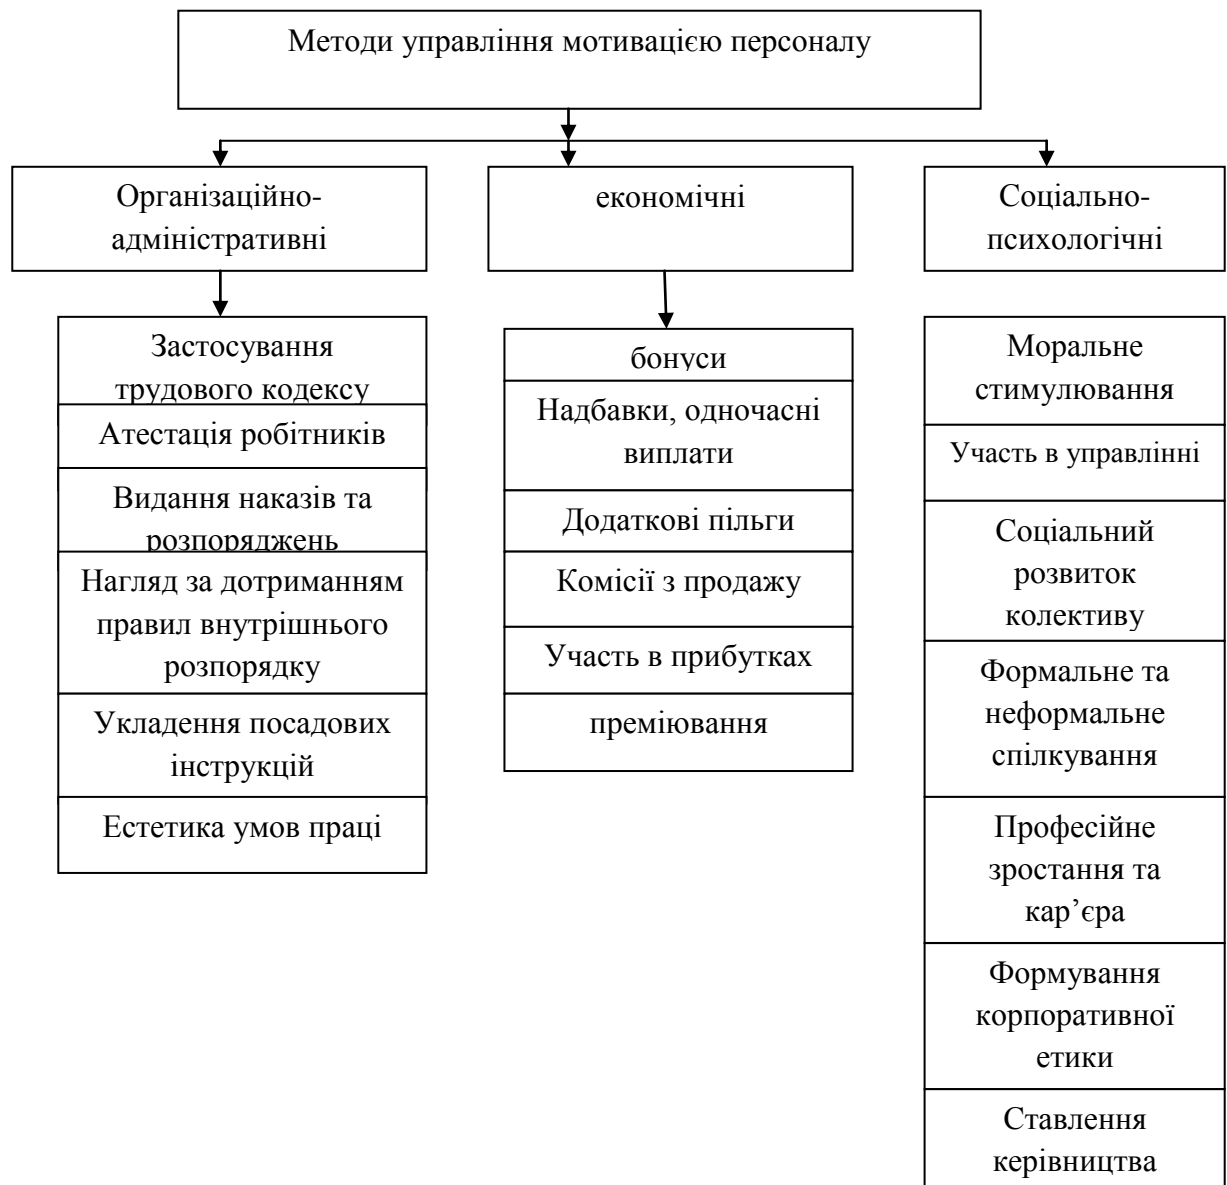 Методи управління мотивацією персоналу
Організаційно-
адміністративні
економічні
Соціально-
психологічні
Застосування
трудового кодексу
Атестація робітників
Видання наказів та
розпоряджень
Нагляд за дотриманням
правил внутрішнього
розпорядку
Укладення посадових
інструкцій
Естетика умов праці
бонуси
Надбавки, одночасні
виплати
Додаткові пільги
Комісії з продажу
Участь в прибутках
преміювання
Моральне
стимулювання
Участь в управлінні
Соціальний
розвиток
колективу
Формальне та
неформальне
спілкування
Професійне
зростання та
кар’єра
Формування
корпоративної
етики
Ставлення
керівництва